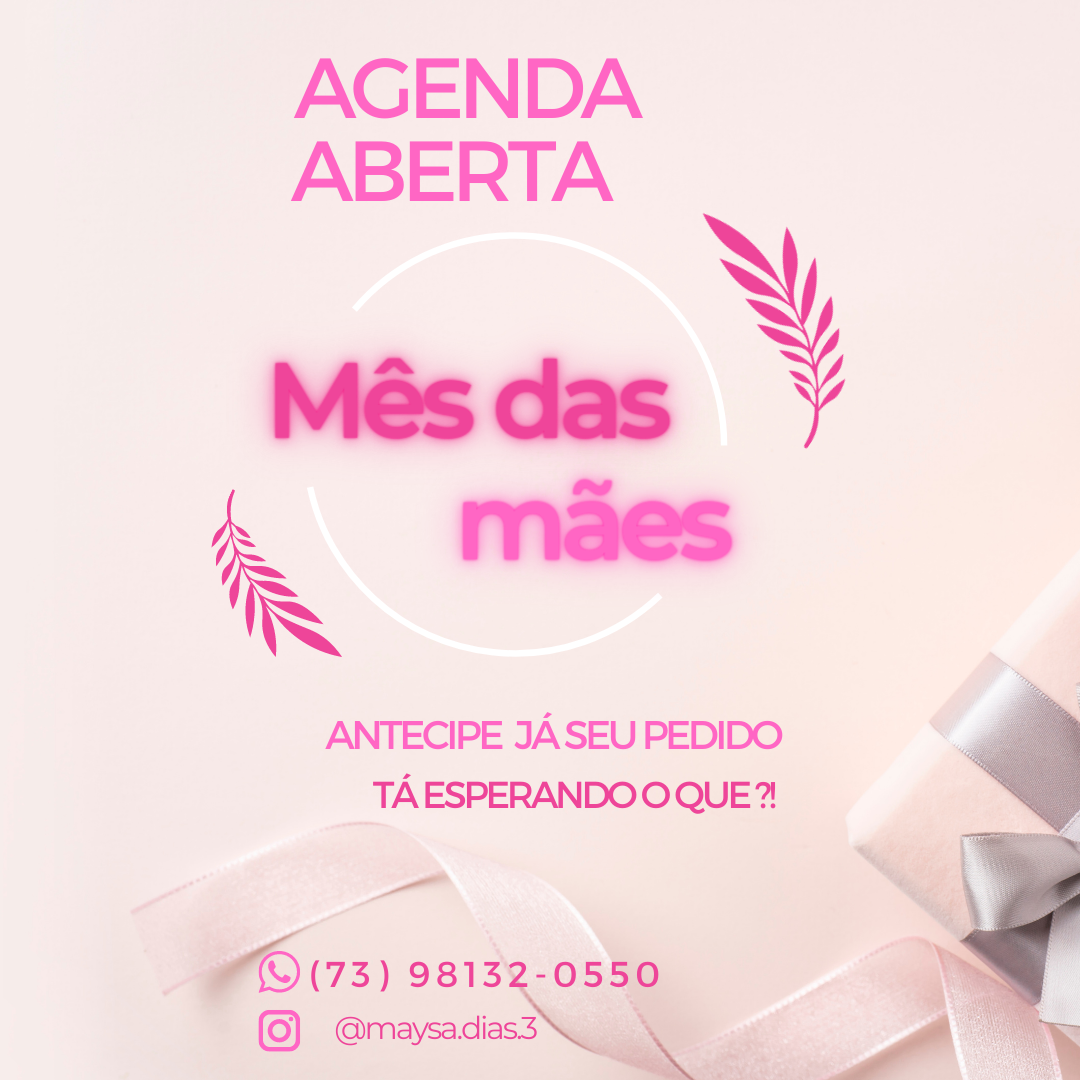 AGENDA
ABERTA
Mês das
mães
ANTECIPE JÁ SEU PEDIDO
TÁ ESPERANDO O QUE ?!
(73) 98132-0550
@maysa.dias.3